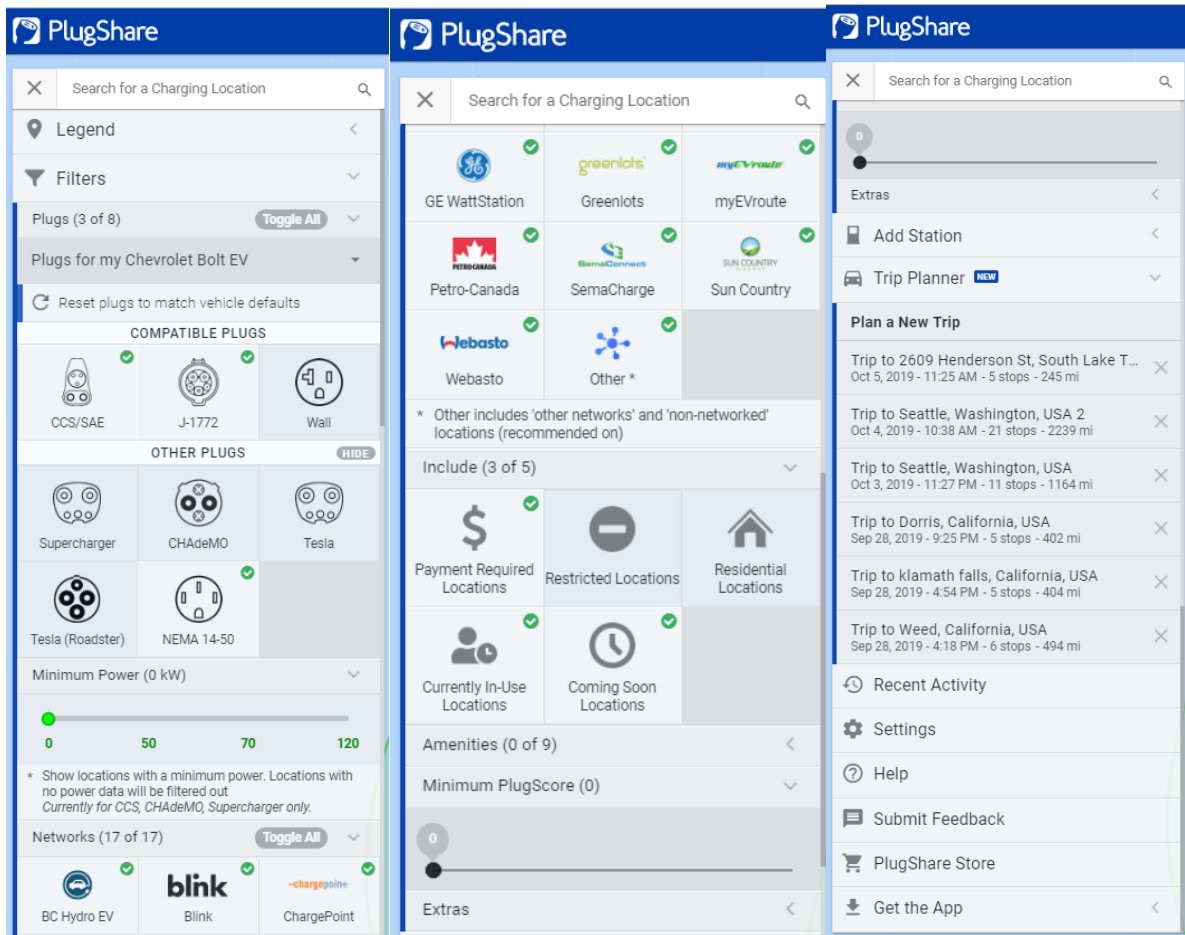 PlugShare
Search for a Charging Location
Legend
Filters
Plugs (3 of 8) Toggle All
Plugs for my Chevrolet Bolt EV
Reset plugs to match vehicle defaults
COMPATIBLE PLUGS
CCS/SAE J-1772 Wall
OTHER PLUGS HIDE
Supercharger CHAdeMO Tesla
Tesla (Roadster) NEMA 14-50
Minimum Power (0 kW)
0 50 70 120
* Show locations with a minimum power. Locations with
no power data will be filtered out
Currently for CCS, CHAdeMO, Supercharger only.
Networks (17 of 17) Toggle All
blink -chargepoin+
BC Hydro EV Blink ChargePoint
PlugShare
Search for a Charging Location
GE greenlots myEVroute
GE WattStation Greenlots myEVroute
PETRO-CANADA SemaConnect SUN COUNTRY
HIGHWAY
Petro-Canada SemaCharge Sun Country
Webasto
Webasto Other *
* Other includes 'other networks' and 'non-networked'
locations (recommended on)
Include (3 of 5)
$
Payment Required Restricted Locations Residential
Locations Locations
Currently In-Use Coming Soon
Locations Locations
Amenities (0 of 9)
Minimum PlugScore (0)
0
Extras
PlugShare
Search for a Charging Location
0
Extras
Add Station
Trip Planner NEW
Plan a New Trip
Trip to 2609 Henderson St, South Lake T...
Oct 5, 2019 - 11:25 AM - 5 stops - 245 mi
Trip to Seattle, Washington, USA 2
Oct 4, 2019 - 10:38 AM - 21 stops - 2239 mi
Trip to Seattle, Washington, USA
Oct 3, 2019 - 11:27 PM - 11 stops - 1164 mi
Trip to Dorris, California, USA
Sep 28, 2019 - 9:25 PM - 5 stops - 402 mi
Trip to klamath falls, California, USA
Sep 28, 2019 - 4:54 PM - 5 stops - 404 mi
Trip to Weed, California, USA
Sep 28, 2019 - 4:18 PM - 6 stops - 494 mi
Recent Activity
Settings
Help
Submit Feedback
PlugShare Store
Get the App